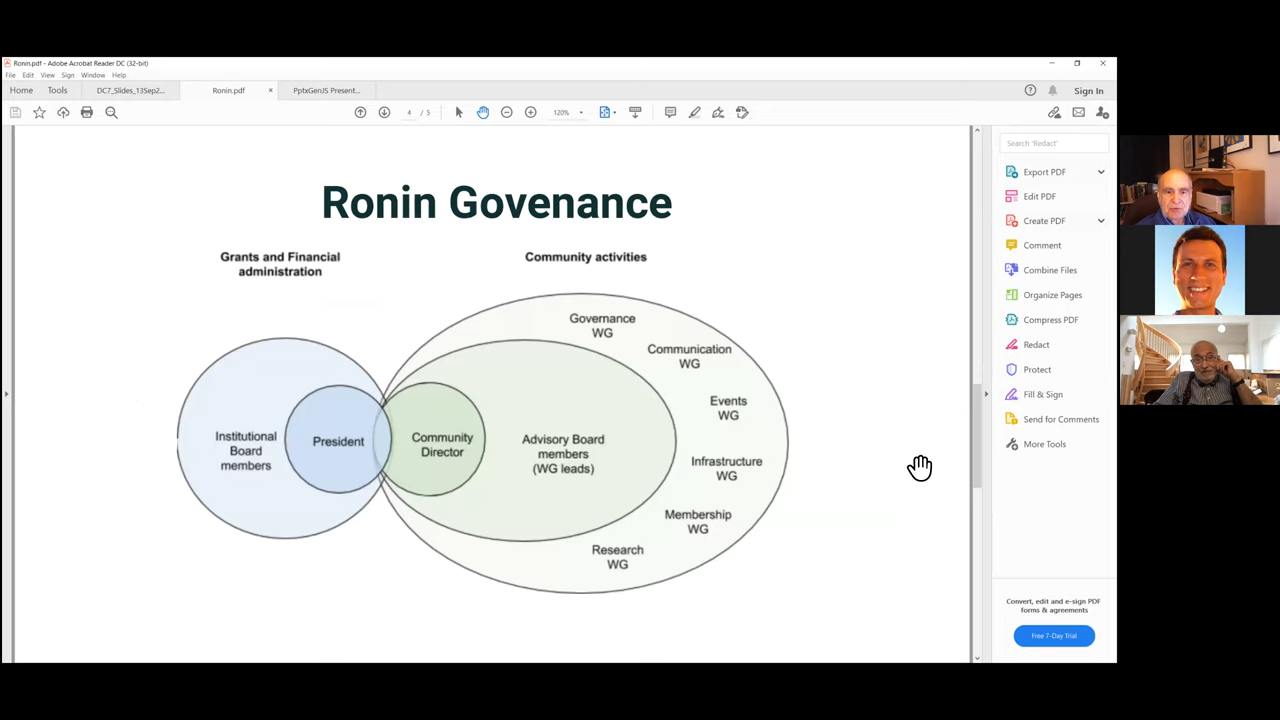 Ronin.pdf - Adobe Acrobat Reader DC (32-bit)
File Edit View Sign Window Help
Home Tools DC7_Slides_13Sep2... Ronin.pdf × PptxGenJS Present... Sign In
4 / 5 120%
Ronin Govenance
Grants and Financial
administration
Community activities
Governance
WG
Communication
WG
Events
WG
Infrastructure
WG
Membership
WG
Research
WG
Institutional
Board
members
President
Community
Director
Advisory Board
members
(WG leads)
Search 'Redact'
Export PDF
Edit PDF
Create PDF
Comment
Combine Files
Organize Pages
Compress PDF
Redact
Protect
Fill & Sign
Send for Comments
More Tools
Convert, edit and e-sign PDF
forms & agreements
Free 7-Day Trial